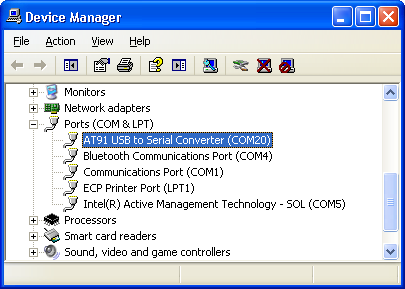 Device Manager
File Action View Help
Monitors
Network adapters
Ports (COM & LPT)
AT91 USB to Serial Converter (COM20)
Bluetooth Communications Port (COM4)
Communications Port (COM1)
ECP Printer Port (LPT1)
Intel(R) Active Management Technology - SOL (COM5)
Processors
Smart card readers
Sound, video and game controllers